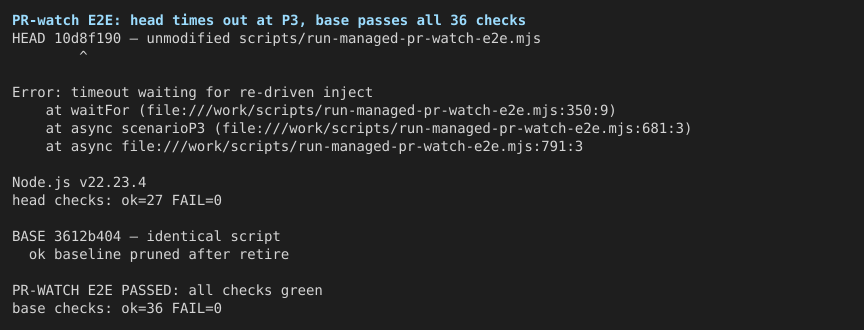 PR-watch E2E: head times out at P3, base passes all 36 checks
HEAD 10d8f190 — unmodified scripts/run-managed-pr-watch-e2e.mjs
        ^
Error: timeout waiting for re-driven inject
    at waitFor (file:///work/scripts/run-managed-pr-watch-e2e.mjs:350:9)
    at async scenarioP3 (file:///work/scripts/run-managed-pr-watch-e2e.mjs:681:3)
    at async file:///work/scripts/run-managed-pr-watch-e2e.mjs:791:3
Node.js v22.23.4
head checks: ok=27 FAIL=0
BASE 3612b404 — identical script
  ok baseline pruned after retire
PR-WATCH E2E PASSED: all checks green
base checks: ok=36 FAIL=0